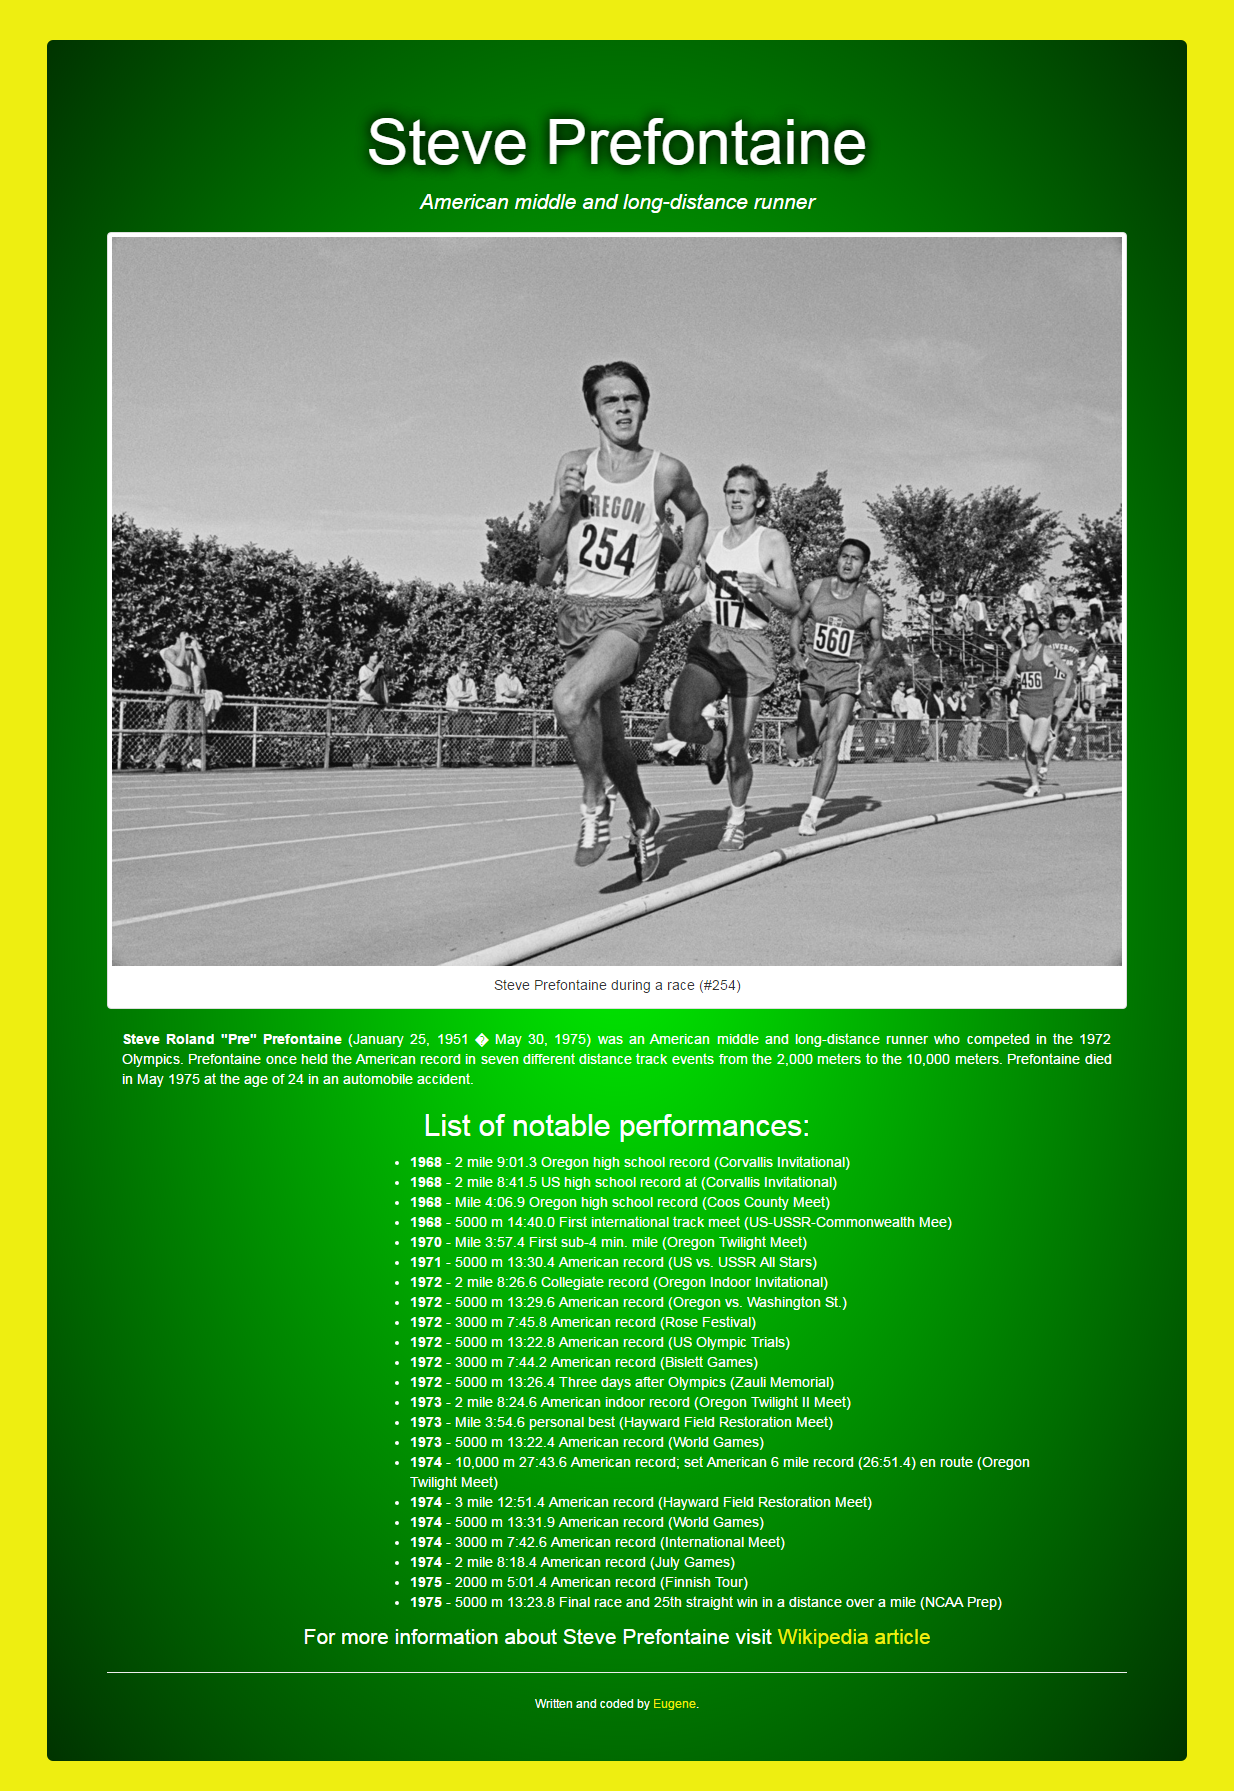 Steve Prefontaine
American middle and long-distance runner
OREGON
254
117
560
456
Steve Prefontaine during a race (#254)
Steve Roland "Pre" Prefontaine (January 25, 1951 � May 30, 1975) was an American middle and long-distance runner who competed in the 1972
Olympics. Prefontaine once held the American record in seven different distance track events from the 2,000 meters to the 10,000 meters. Prefontaine died
in May 1975 at the age of 24 in an automobile accident.
List of notable performances:
• 1968 - 2 mile 9:01.3 Oregon high school record (Corvallis Invitational)
• 1968 - 2 mile 8:41.5 US high school record at (Corvallis Invitational)
• 1968 - Mile 4:06.9 Oregon high school record (Coos County Meet)
• 1968 - 5000 m 14:40.0 First international track meet (US-USSR-Commonwealth Mee)
• 1970 - Mile 3:57.4 First sub-4 min. mile (Oregon Twilight Meet)
• 1971 - 5000 m 13:30.4 American record (US vs. USSR All Stars)
• 1972 - 2 mile 8:26.6 Collegiate record (Oregon Indoor Invitational)
• 1972 - 5000 m 13:29.6 American record (Oregon vs. Washington St.)
• 1972 - 3000 m 7:45.8 American record (Rose Festival)
• 1972 - 5000 m 13:22.8 American record (US Olympic Trials)
• 1972 - 3000 m 7:44.2 American record (Bislett Games)
• 1972 - 5000 m 13:26.4 Three days after Olympics (Zauli Memorial)
• 1973 - 2 mile 8:24.6 American indoor record (Oregon Twilight II Meet)
• 1973 - Mile 3:54.6 personal best (Hayward Field Restoration Meet)
• 1973 - 5000 m 13:22.4 American record (World Games)
• 1974 - 10,000 m 27:43.6 American record; set American 6 mile record (26:51.4) en route (Oregon
Twilight Meet)
• 1974 - 3 mile 12:51.4 American record (Hayward Field Restoration Meet)
• 1974 - 5000 m 13:31.9 American record (World Games)
• 1974 - 3000 m 7:42.6 American record (International Meet)
• 1974 - 2 mile 8:18.4 American record (July Games)
• 1975 - 2000 m 5:01.4 American record (Finnish Tour)
• 1975 - 5000 m 13:23.8 Final race and 25th straight win in a distance over a mile (NCAA Prep)
For more information about Steve Prefontaine visit Wikipedia article
Written and coded by Eugene.